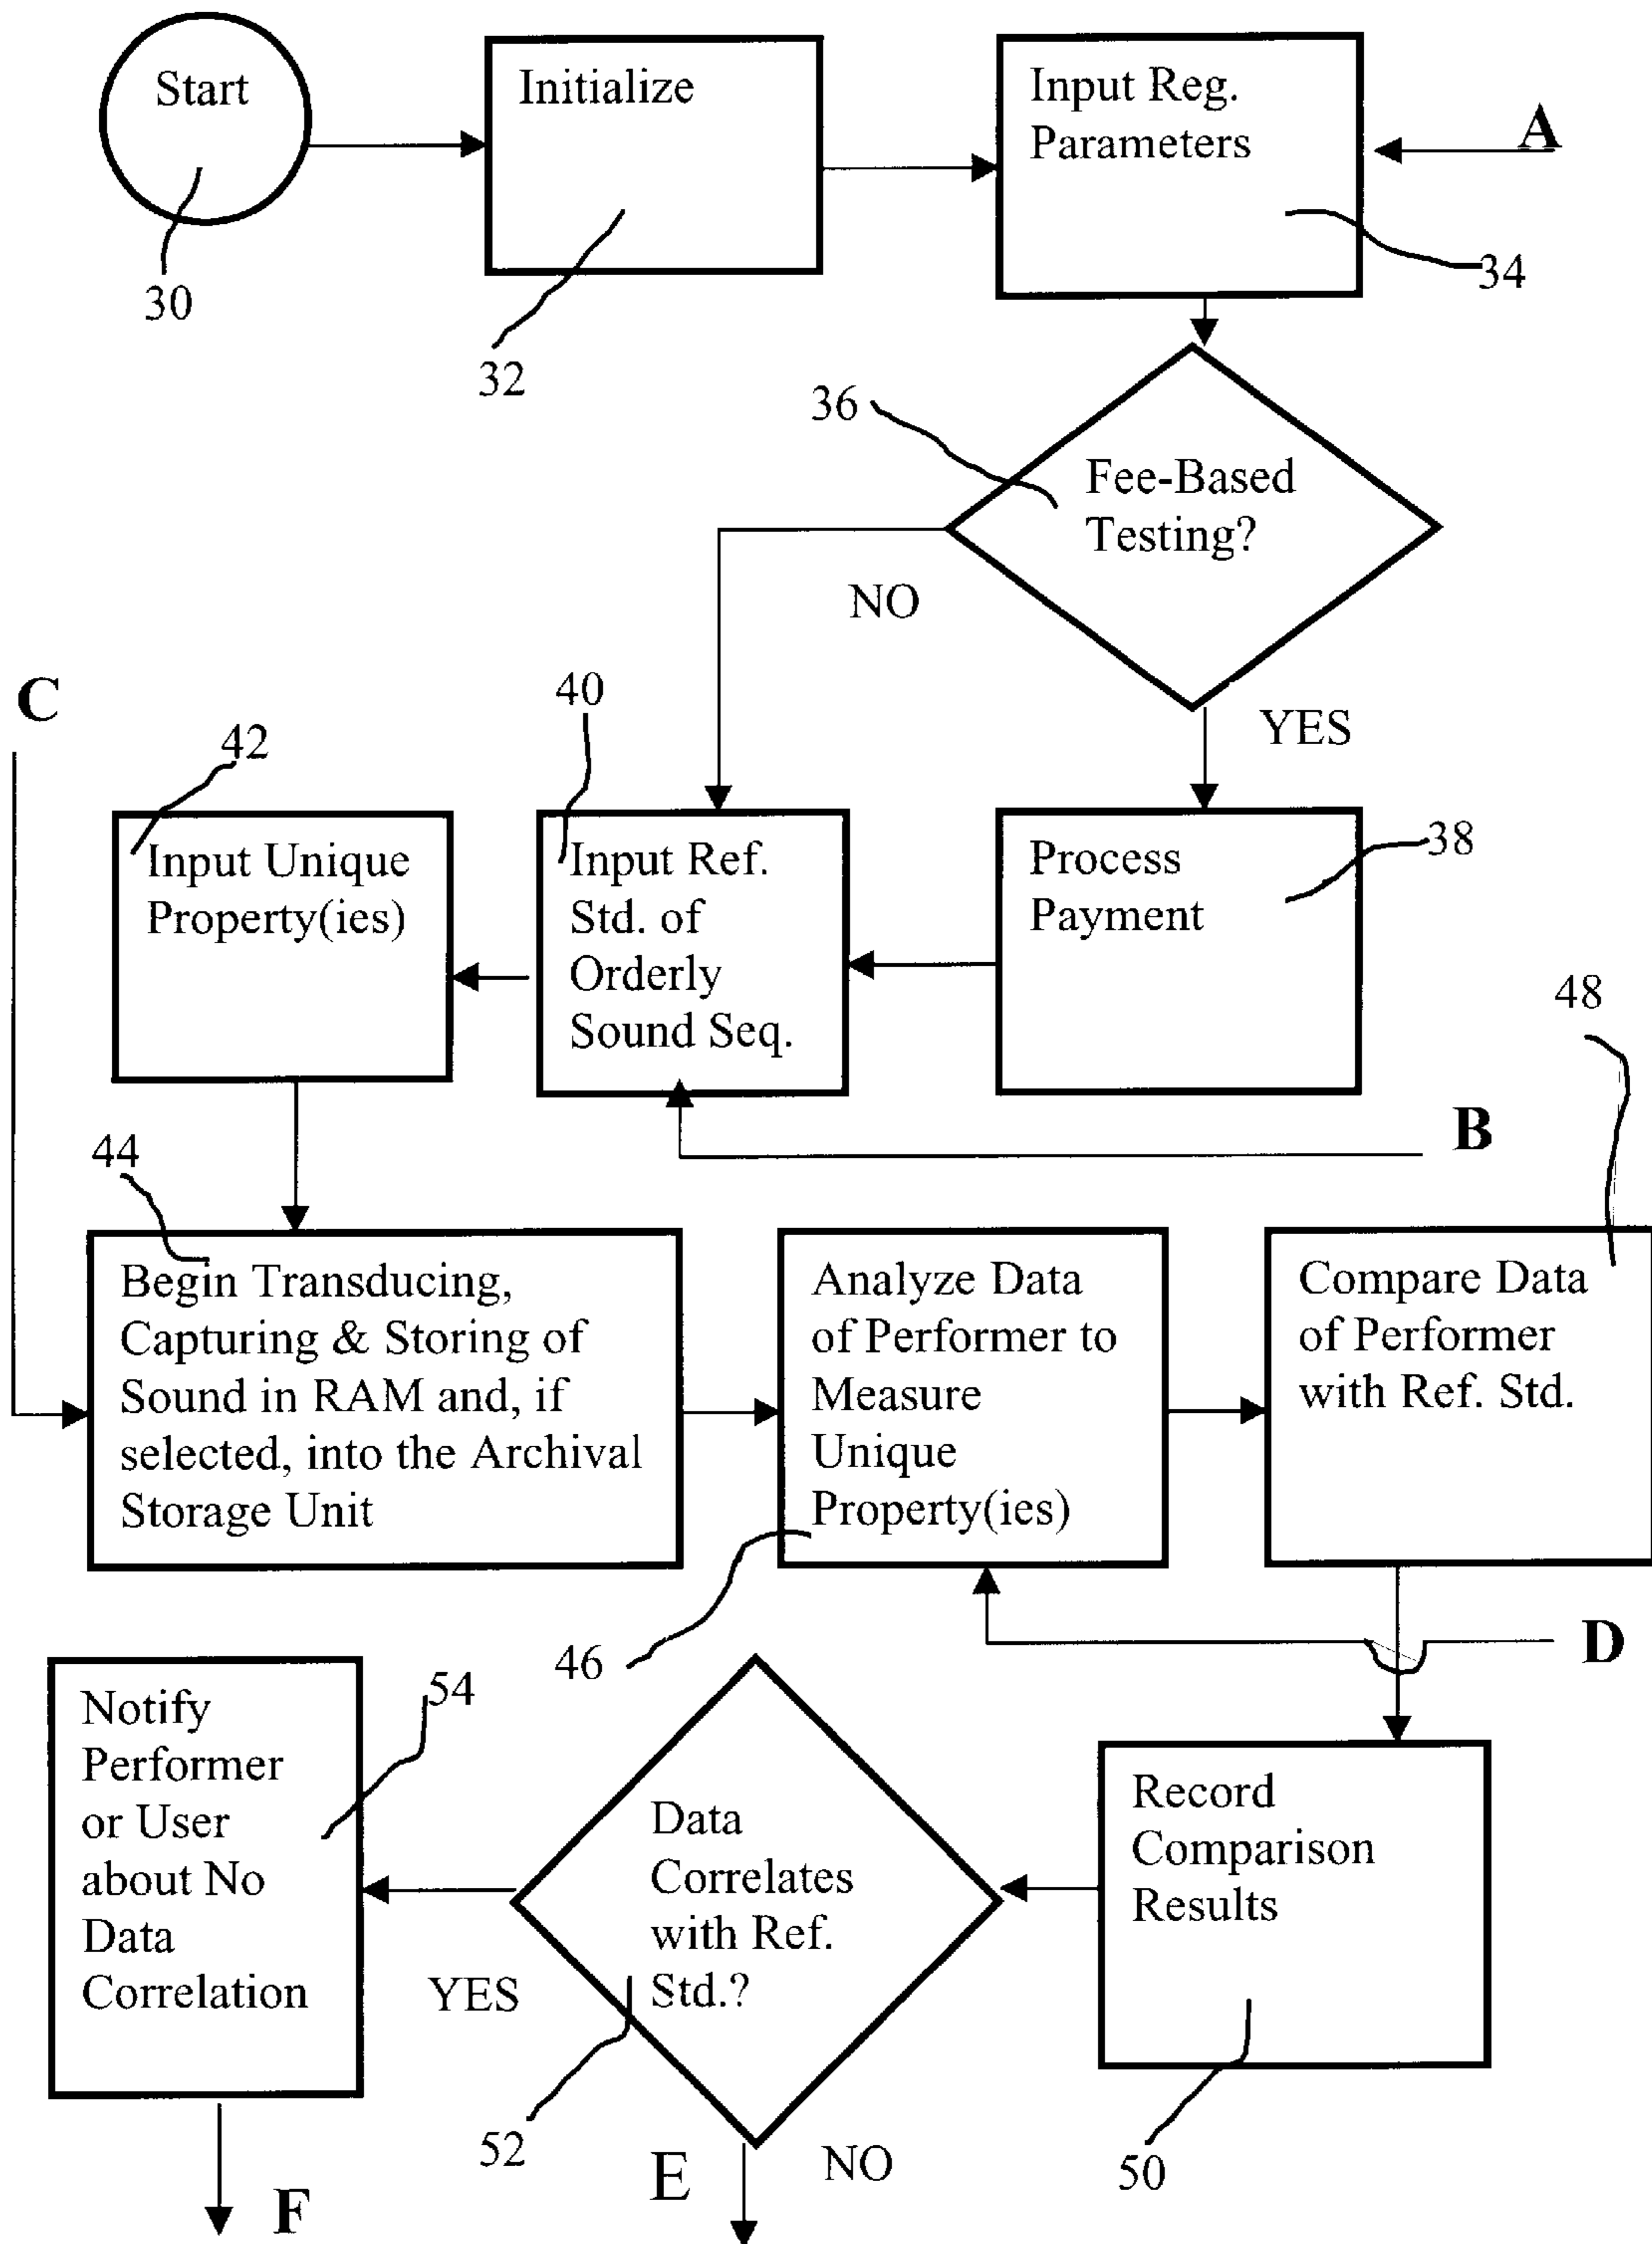 Start
30
Initialize
32
Input Reg.
Parameters
A
34
36
Fee-Based
Testing?
NO
YES
C
42
Input Unique
Property(ies)
40
Input Ref.
Std. of
Orderly
Sound Seq.
Process
Payment
38
B
48
44
Begin Transducing,
Capturing & Storing of
Sound in RAM and, if
selected, into the Archival
Storage Unit
Analyze Data
of Performer to
Measure
Unique
Property(ies)
46
Compare Data
of Performer
with Ref. Std.
D
Notify
Performer
or User
about No
Data
Correlation
54
YES
Data
Correlates
with Ref.
Std.?
52
Record
Comparison
Results
50
E
NO
F